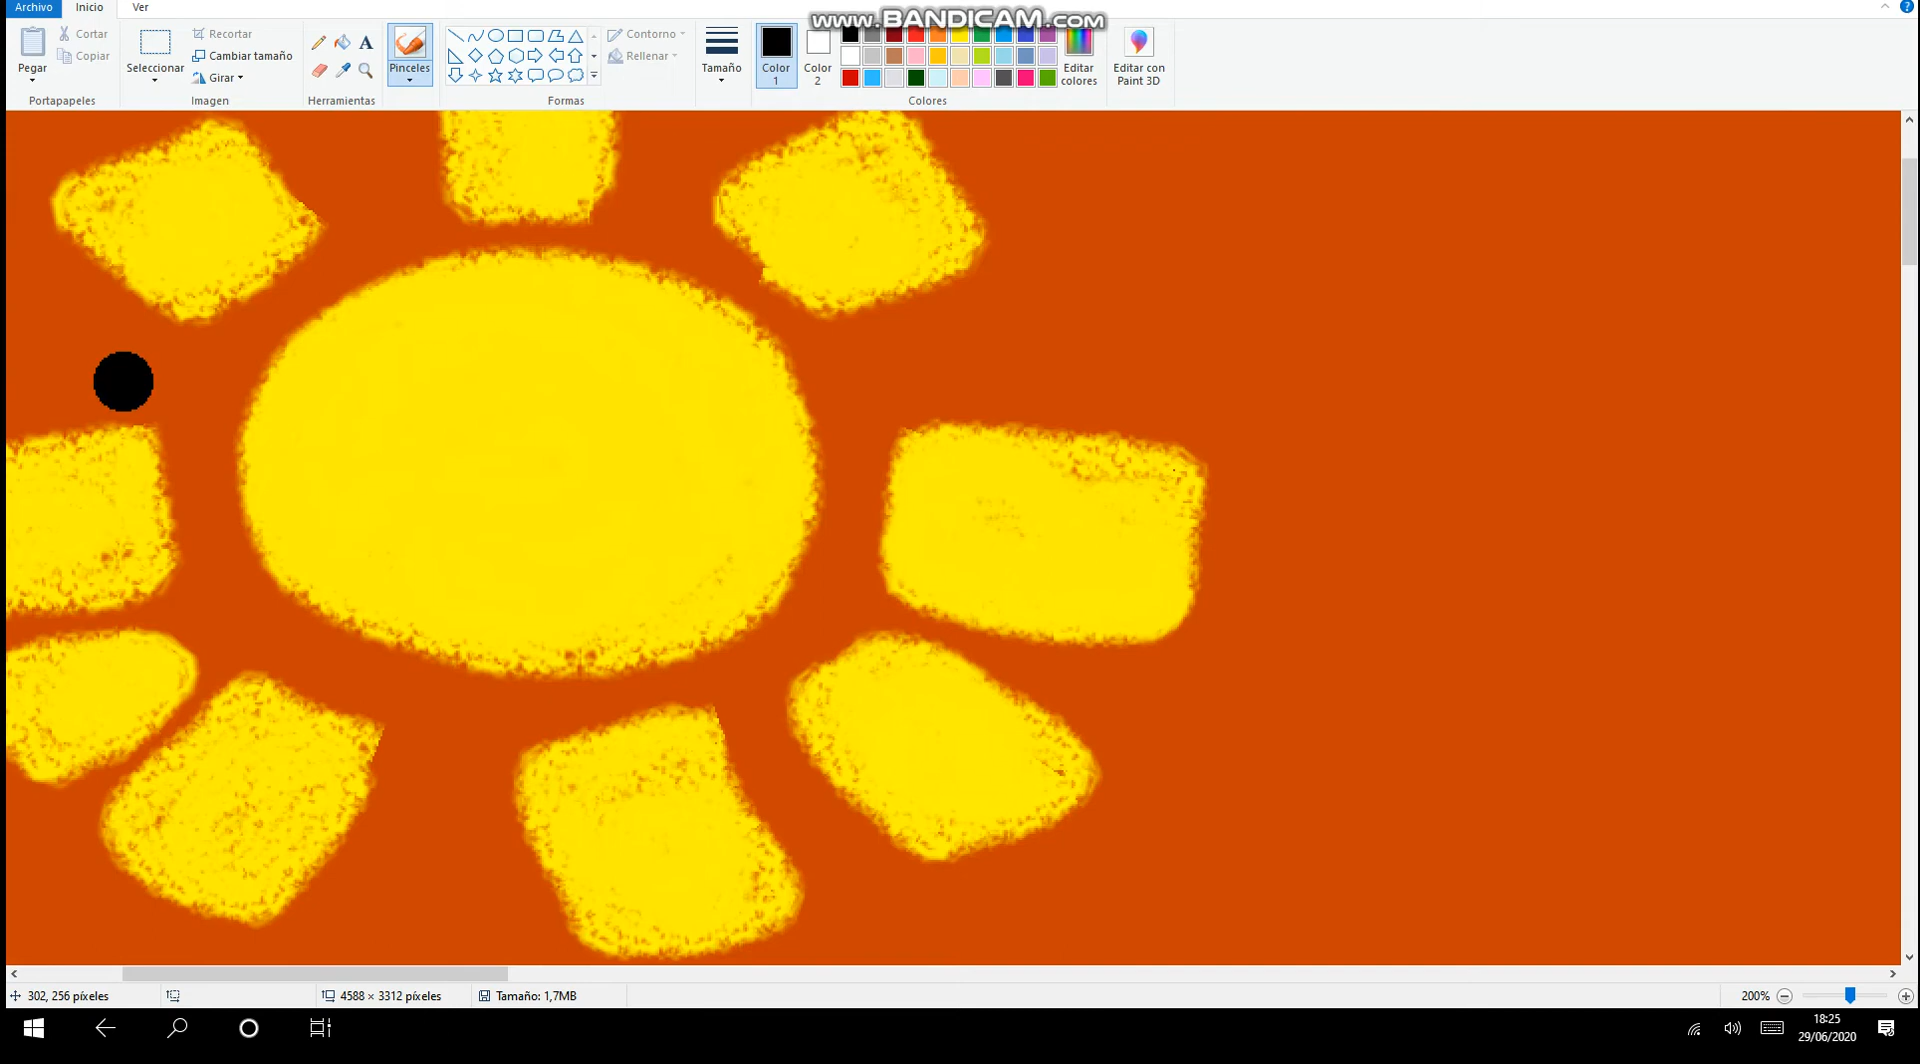 Archivo Inicio Ver
www.BANDICAM.com
Pegar
Cortar
Copiar
Portapapeles
Seleccionar
Recortar
Cambiar tamaño
Girar
Imagen
A
Herramientas
Pinceles
Contorno
Rellenar
Formas
Tamaño
Color
1
Color
2
Editar
colores
Colores
Editar con
Paint 3D
302, 256 píxeles
4588 × 3312 píxeles
Tamaño: 1,7MB
200%
18:25
29/06/2020